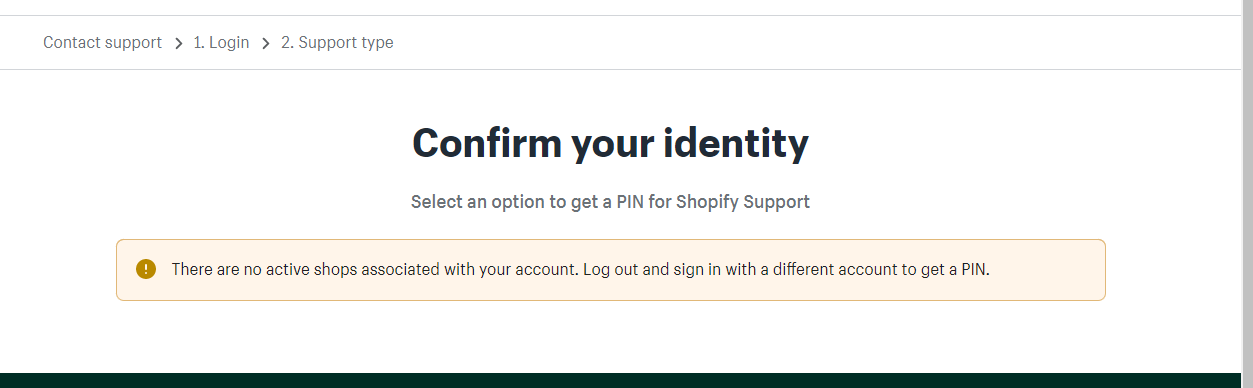 Contact support > 1. Login > 2. Support type
Confirm your identity
Select an option to get a PIN for Shopify Support
There are no active shops associated with your account. Log out and sign in with a different account to get a PIN.